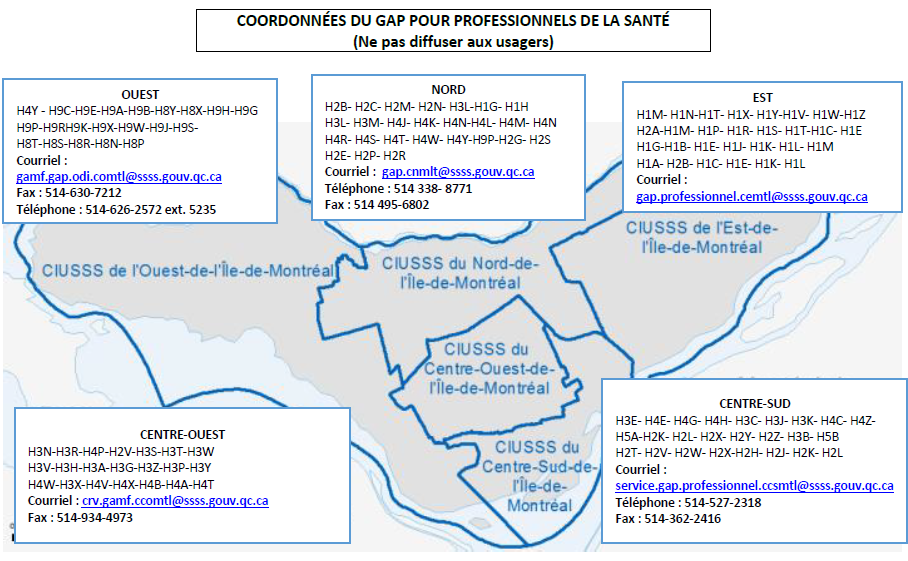 COORDONNÉES DU GAP POUR PROFESSIONNELS DE LA SANTÉ
(Ne pas diffuser aux usagers)
OUEST
H4Y - H9C-H9E-H9A-H9B-H8Y-H8X-H9H-H9G
H9P-H9RH9K-H9X-H9W-H9J-H9S-
H8T-H8S-H8R-H8N-H8P
Courriel :
gamf.gap.odi.comtl@ssss.gouv.qc.ca
Fax : 514-630-7212
Téléphone : 514-626-2572 ext. 5235
NORD
H2B- H2C- H2M- H2N- H3L-H1G- H1H
H3L- H3M- H4J- H4K- H4N-H4L- H4M- H4N
H4R- H4S- H4T- H4W- H4Y-H9P-H2G- H2S
H2E- H2P- H2R
Courriel : gap.cnmlt@ssss.gouv.qc.ca
Téléphone : 514 338- 8771
Fax : 514 495-6802
EST
H1M- H1N-H1T- H1X- H1Y-H1V- H1W-H1Z
H2A-H1M- H1P- H1R- H1S- H1T-H1C- H1E
H1G-H1B- H1E- H1J- H1K- H1L- H1M
H1A- H2B- H1C- H1E- H1K- H1L
Courriel :
gap.professionnel.cemtl@ssss.gouv.qc.ca
CIUSSS de l'Ouest-de-l'Île-de-Montréal
CIUSSS du Nord-de-
l'Île-de-Montréal
CIUSSS de l'Est-de-
l'Île-de-Montréal
CIUSSS du
Centre-Ouest-de-
l'Île-de-Montréal
CIUSSS du
Centre-Sud-de-
l'Île-de-
Montréal
CENTRE-OUEST
H3N-H3R-H4P-H2V-H3S-H3T-H3W
H3V-H3H-H3A-H3G-H3Z-H3P-H3Y
H4W-H3X-H4V-H4X-H4B-H4A-H4T
Courriel : crv.gamf.ccomtl@ssss.gouv.qc.ca
Fax : 514-934-4973
CENTRE-SUD
H3E- H4E- H4G- H4H- H3C- H3J- H3K- H4C- H4Z-
H5A-H2K- H2L- H2X- H2Y- H2Z- H3B- H5B
H2T- H2V- H2W- H2X-H2H- H2J- H2K- H2L
Courriel :
service.gap.professionnel.ccsmtl@ssss.gouv.qc.ca
Téléphone : 514-527-2318
Fax : 514-362-2416